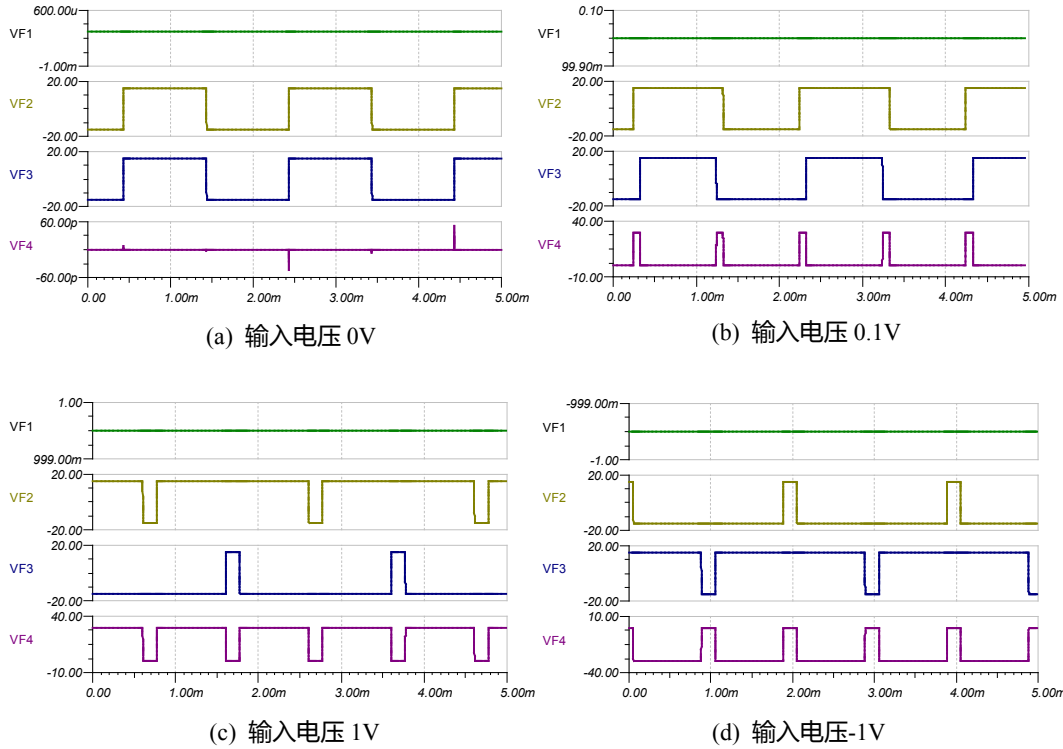 600.00u
VF1
-1.00m
20.00
VF2
-20.00
20.00
VF3
-20.00
60.00p
VF4
-60.00p
0.00 1.00m 2.00m 3.00m 4.00m 5.00m
(a) 输入电压 0V
0.10
VF1
99.90m
20.00
VF2
-20.00
20.00
VF3
-20.00
40.00
VF4
-10.00
0.00 1.00m 2.00m 3.00m 4.00m 5.00m
(b) 输入电压 0.1V
1.00
VF1
999.00m
20.00
VF2
-20.00
20.00
VF3
-20.00
40.00
VF4
-10.00
0.00 1.00m 2.00m 3.00m 4.00m 5.00m
(c) 输入电压 1V
-999.00m
VF1
-1.00
20.00
VF2
-20.00
20.00
VF3
-20.00
10.00
VF4
-40.00
0.00 1.00m 2.00m 3.00m 4.00m 5.00m
(d) 输入电压-1V